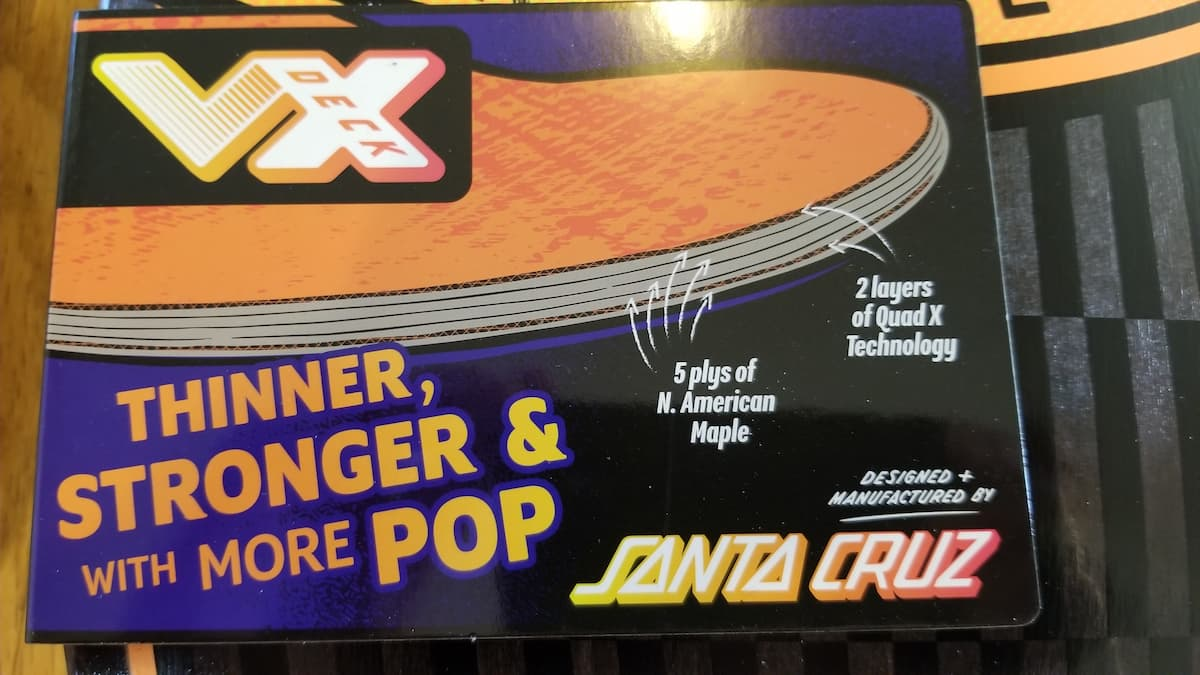 VX
DECK
2 layers
of Quad X
Technology
5 plys of
N. American
Maple
THINNER,
STRONGER &
WITH MORE POP
DESIGNED +
MANUFACTURED BY
SANTA CRUZ